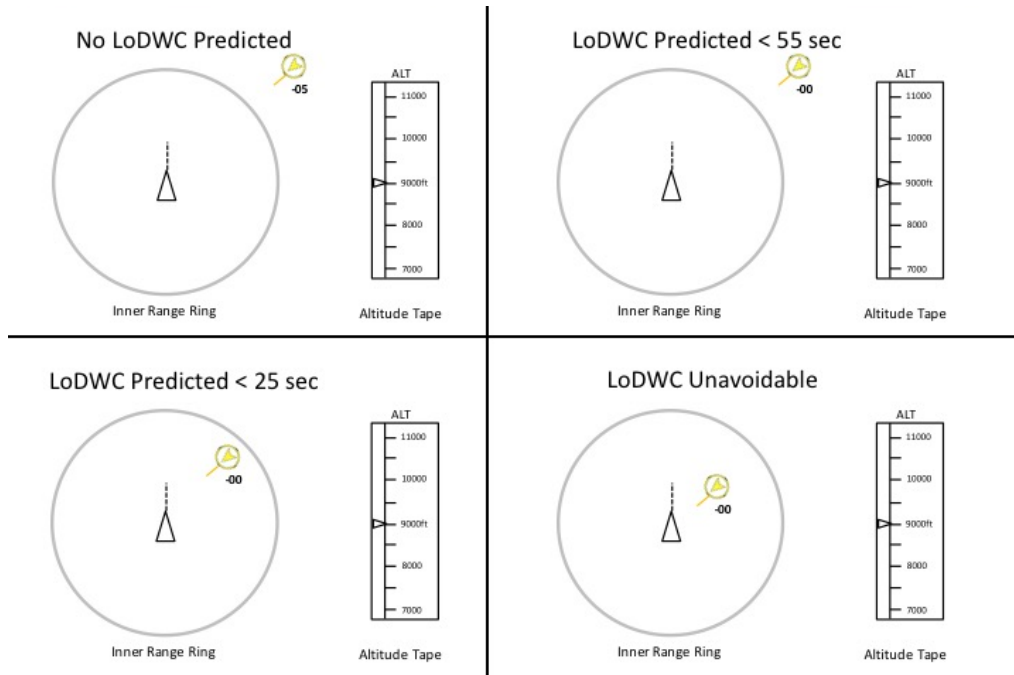 No LoDWC Predicted
-05
ALT
11000
10000
9000ft
8000
7000
Inner Range Ring
Altitude Tape
LoDWC Predicted < 55 sec
-00
ALT
11000
10000
9000ft
8000
7000
Inner Range Ring
Altitude Tape
LoDWC Predicted < 25 sec
-00
ALT
11000
10000
9000ft
8000
7000
Inner Range Ring
Altitude Tape
LoDWC Unavoidable
-00
ALT
11000
10000
9000ft
8000
7000
Inner Range Ring
Altitude Tape